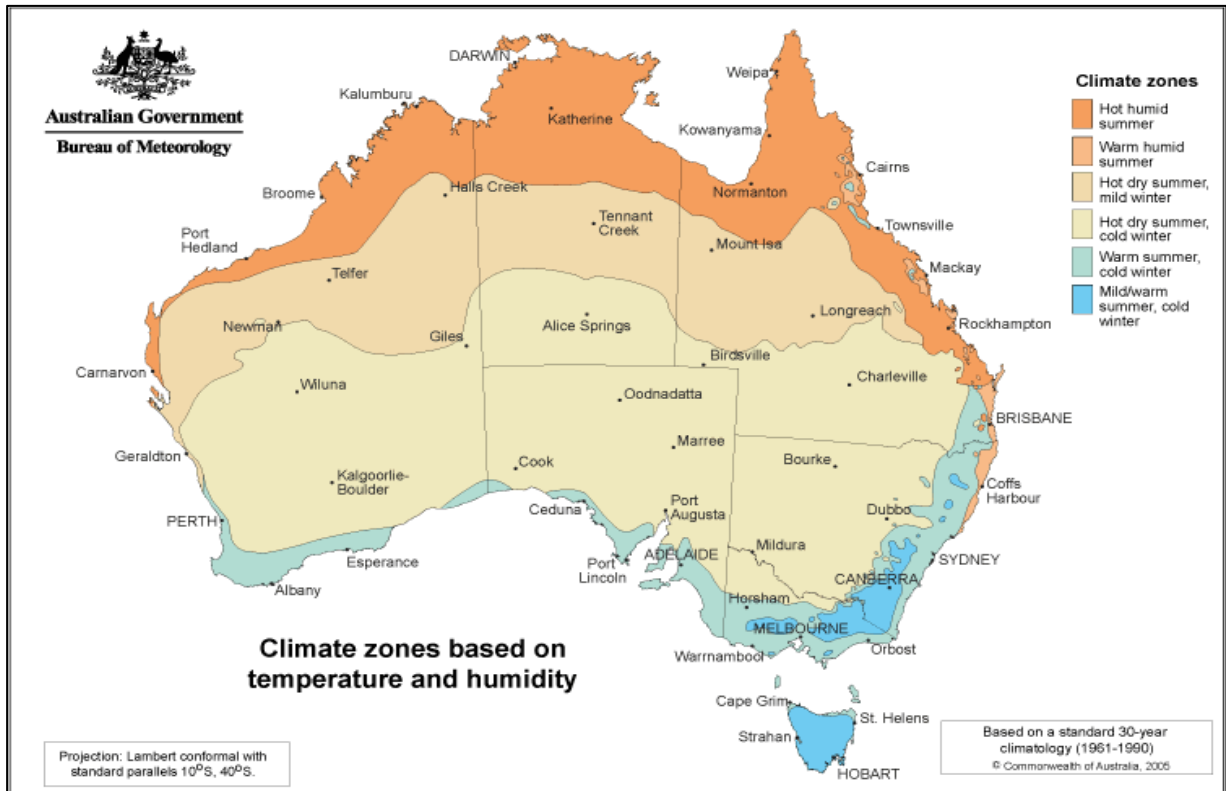 Australian Government
Bureau of Meteorology
DARWIN
Kalumburu
Katherine
Weipa
Kowanyama
Cairns
Broome
Halls Creek
Normanton
Townsville
Port
Hedland
Tennant
Creek
Mount Isa
Mackay
Telfer
Longreach
Rockhampton
Newman
Giles
Alice Springs
Birdsville
Carnarvon
Wiluna
Oodnadatta
Charleville
BRISBANE
Geraldton
Cook
Marree
Bourke
Kalgoorlie-
Boulder
Coffs
Harbour
PERTH
Ceduna
Port
Augusta
Dubbo
Esperance
Port
Lincoln
ADELAIDE
Mildura
SYDNEY
Albany
Horsham
CANBERRA
MELBOURNE
Warrnambool
Orbost
Cape Grim
St. Helens
Strahan
HOBART
Climate zones
Hot humid
summer
Warm humid
summer
Hot dry summer,
mild winter
Hot dry summer,
cold winter
Warm summer,
cold winter
Mild/warm
summer, cold
winter
Climate zones based on
temperature and humidity
Projection: Lambert conformal with
standard parallels 10°S, 40°S.
Based on a standard 30-year
climatology (1961-1990)
© Commonwealth of Australia, 2005